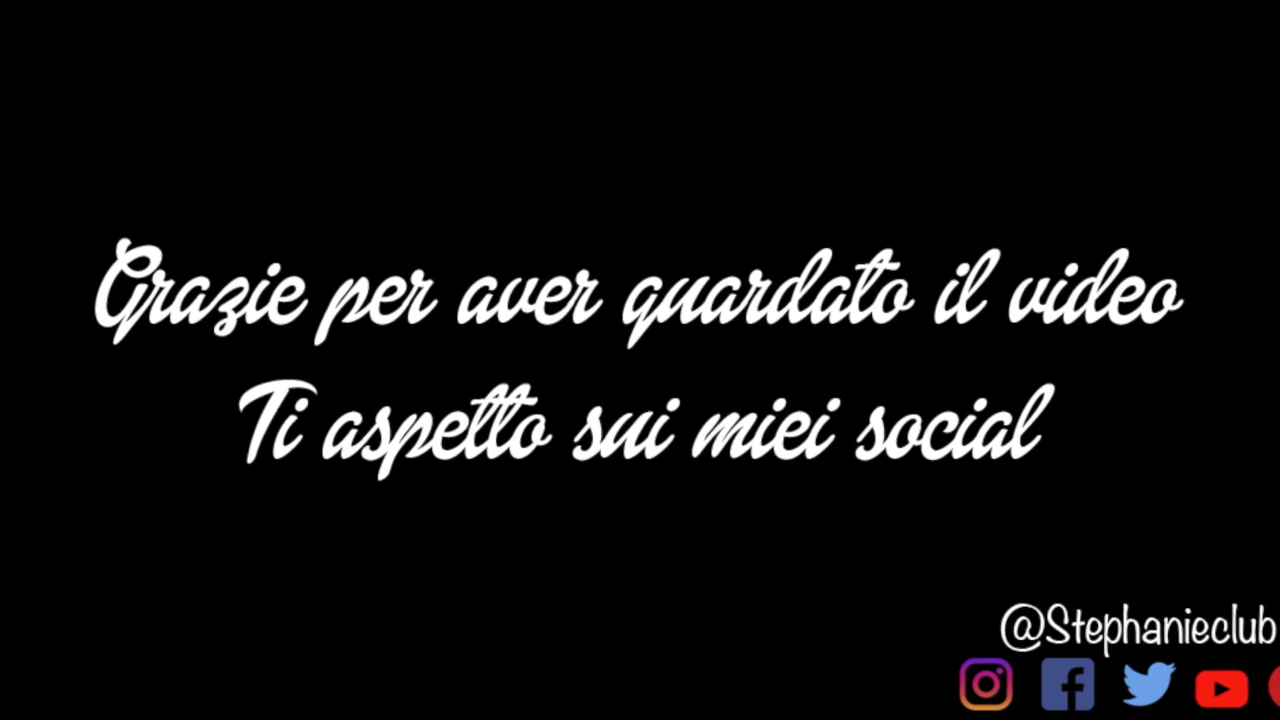 Grazie per aver guardato il video
Ti aspetto sui miei social
@Stephanieclub